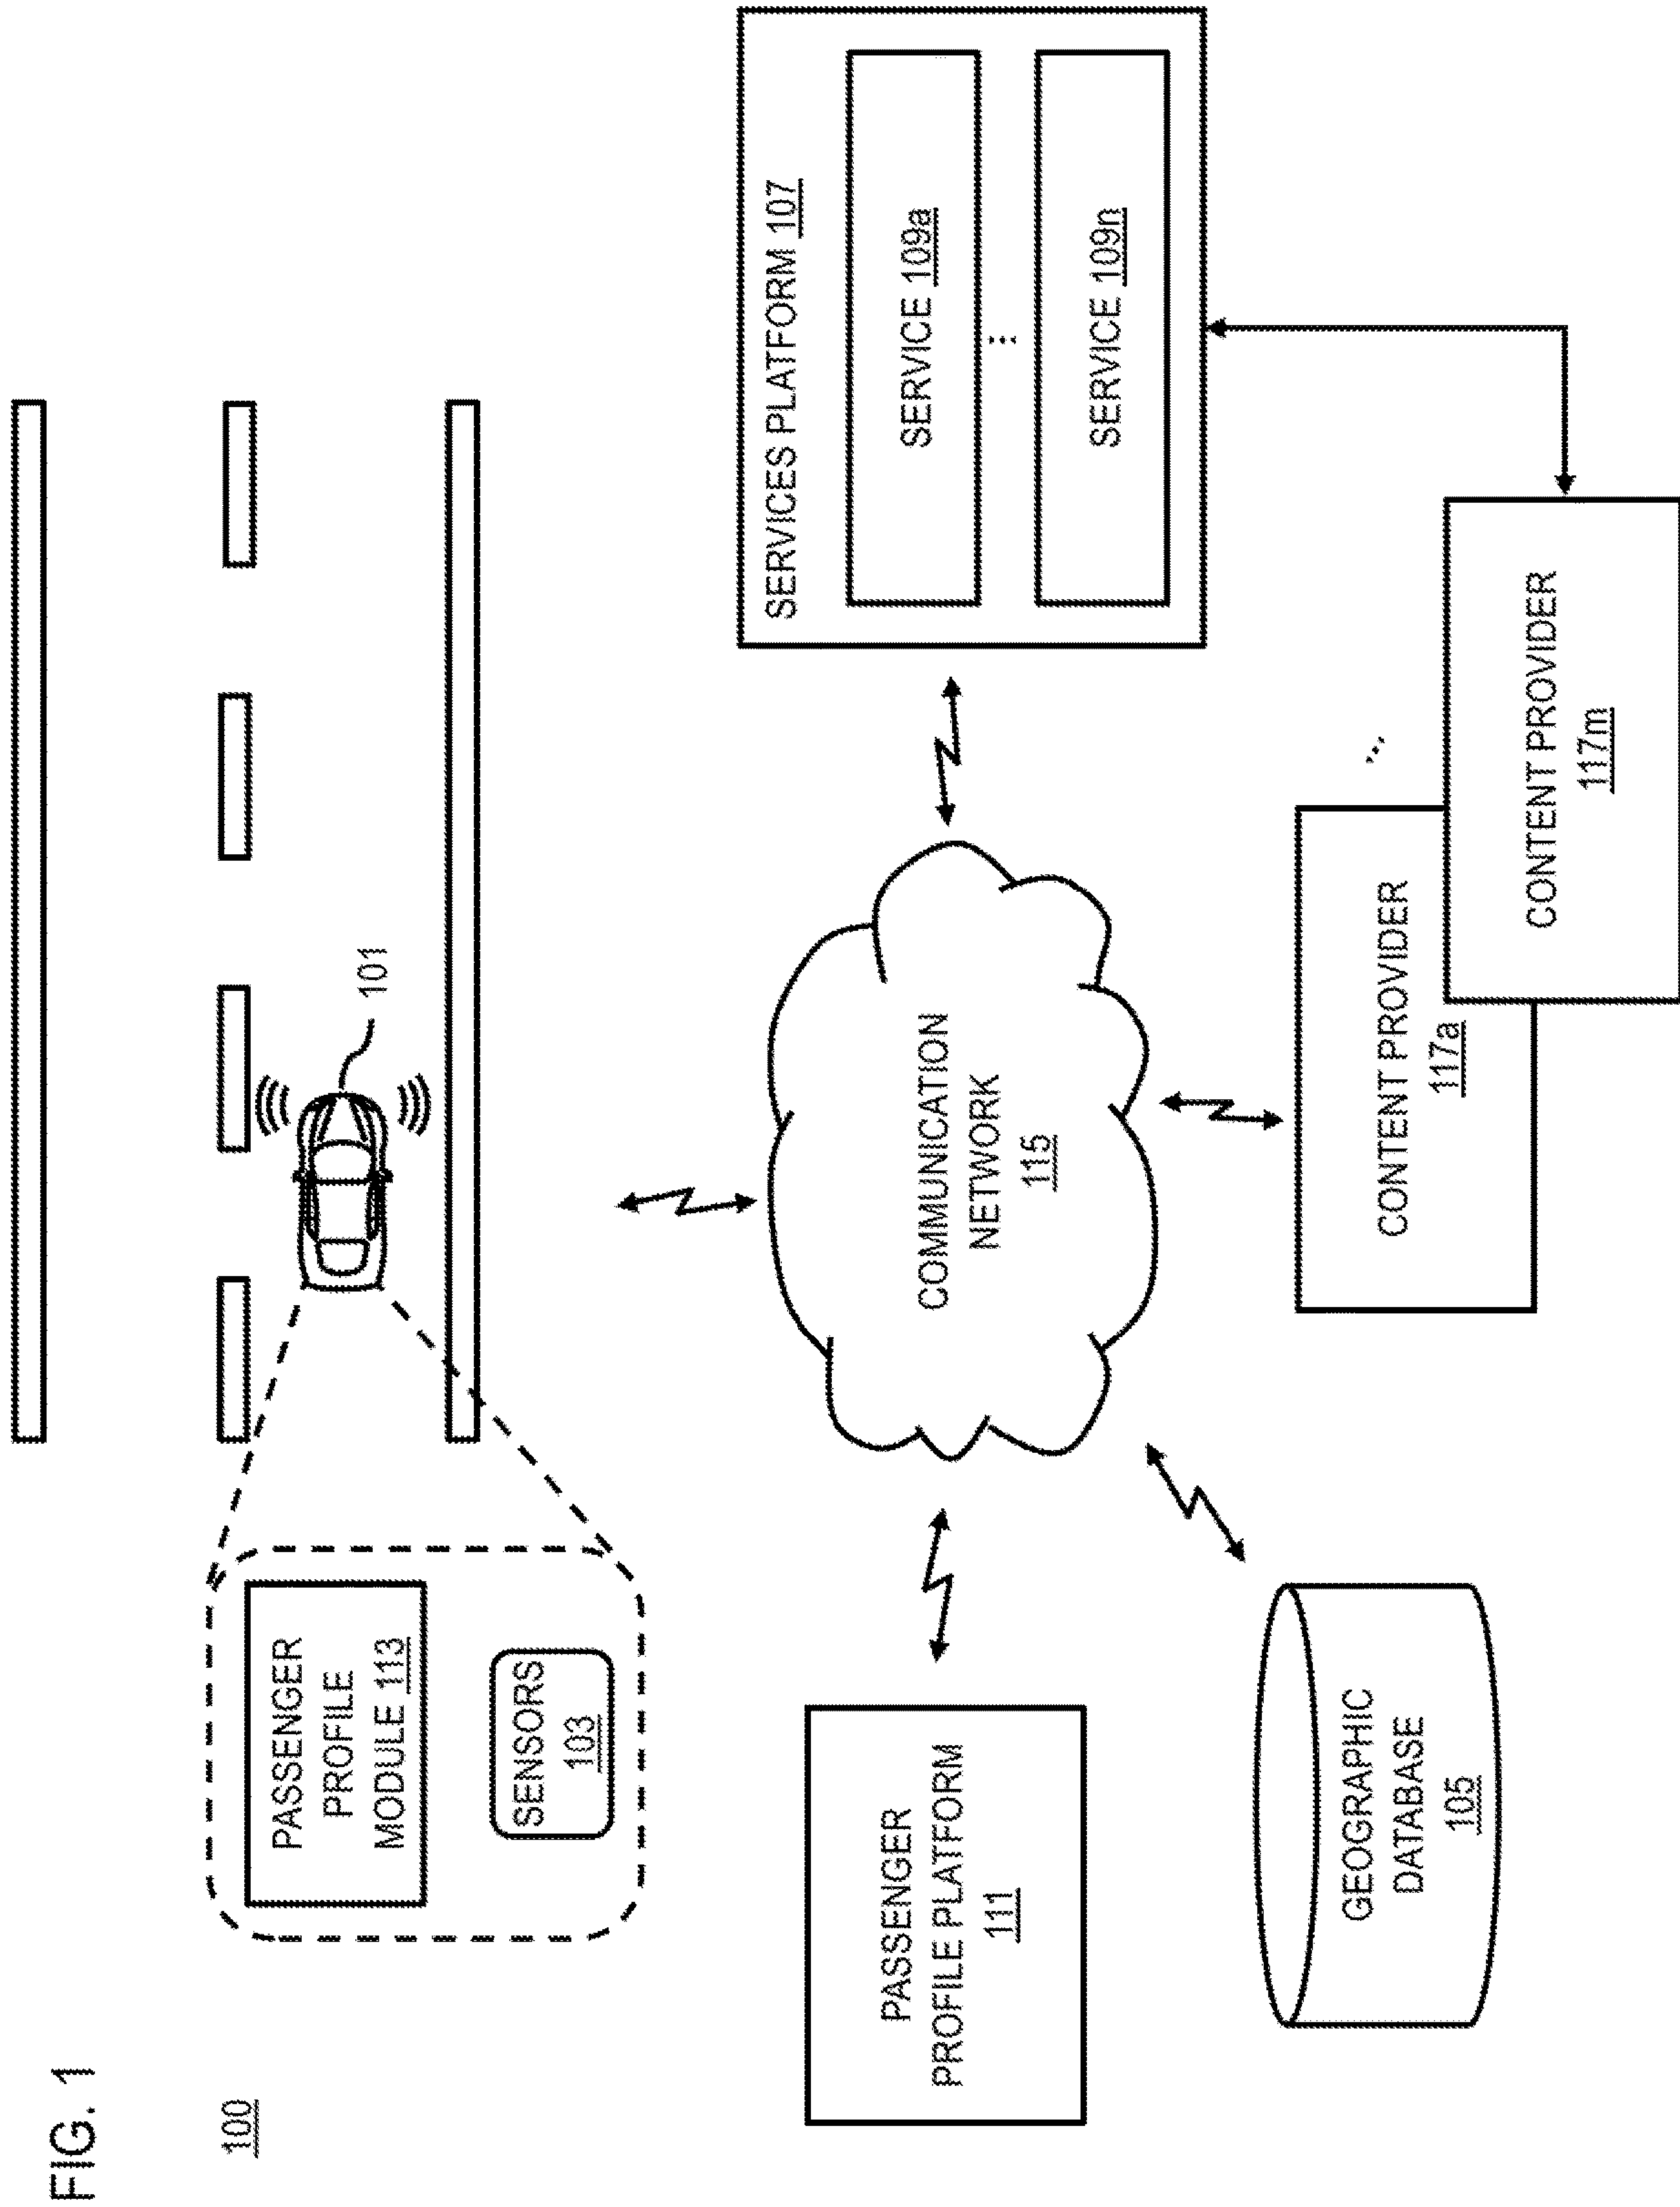 FIG. 1
100
PASSENGER
PROFILE
MODULE 113
SENSORS
103
101
PASSENGER
PROFILE PLATFORM
111
COMMUNICATION
NETWORK
115
SERVICES PLATFORM 107
SERVICE 109a
...
SERVICE 109n
GEOGRAPHIC
DATABASE
105
CONTENT PROVIDER
117a
...
CONTENT PROVIDER
117m